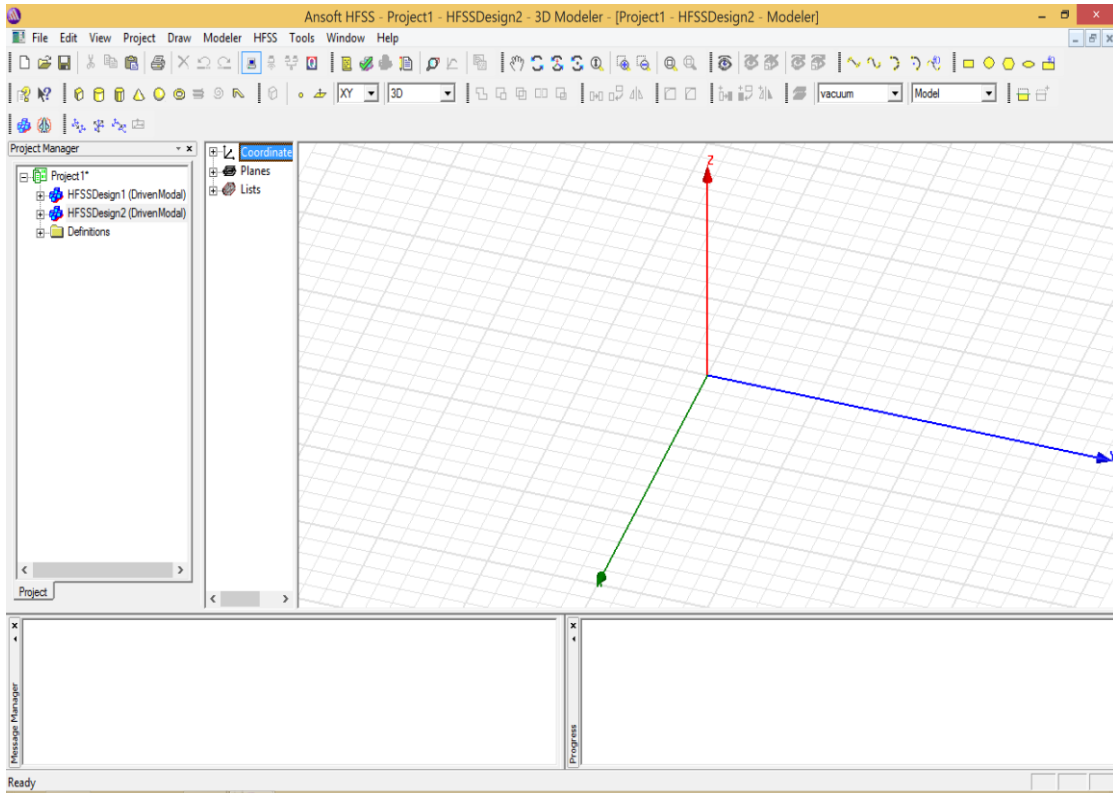 Ansoft HFSS - Project1 - HFSSDesign2 - 3D Modeler - [Project1 - HFSSDesign2 - Modeler]
File Edit View Project Draw Modeler HFSS Tools Window Help
XY 3D vacuum Model
Project Manager
Project1*
HFSSDesign1 (DrivenModal)
HFSSDesign2 (DrivenModal)
Definitions
Project
Coordinate
Planes
Lists
Z
Message Manager
Progress
Ready